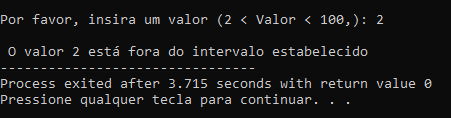 Por favor, insira um valor (2 < Valor < 100,): 2
O valor 2 está fora do intervalo estabelecido
--------------------------------
Process exited after 3.715 seconds with return value 0
Pressione qualquer tecla para continuar. . .